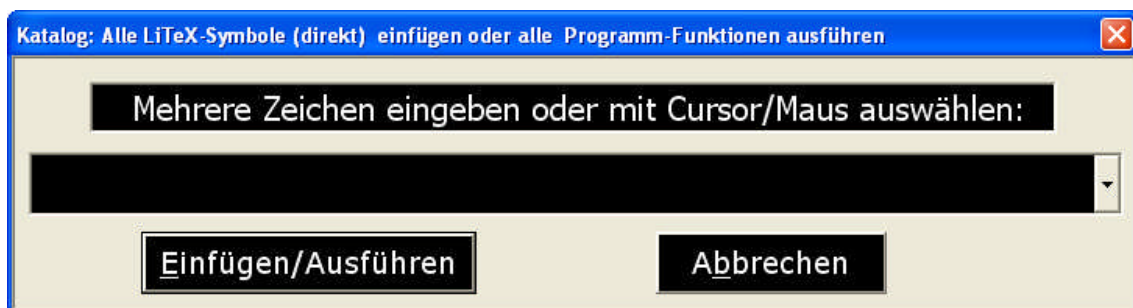 Katalog: Alle LiTeX-Symbole (direkt) einfügen oder alle Programm-Funktionen ausführen
Mehrere Zeichen eingeben oder mit Cursor/Maus auswählen:
Einfügen/Ausführen
Abbrechen